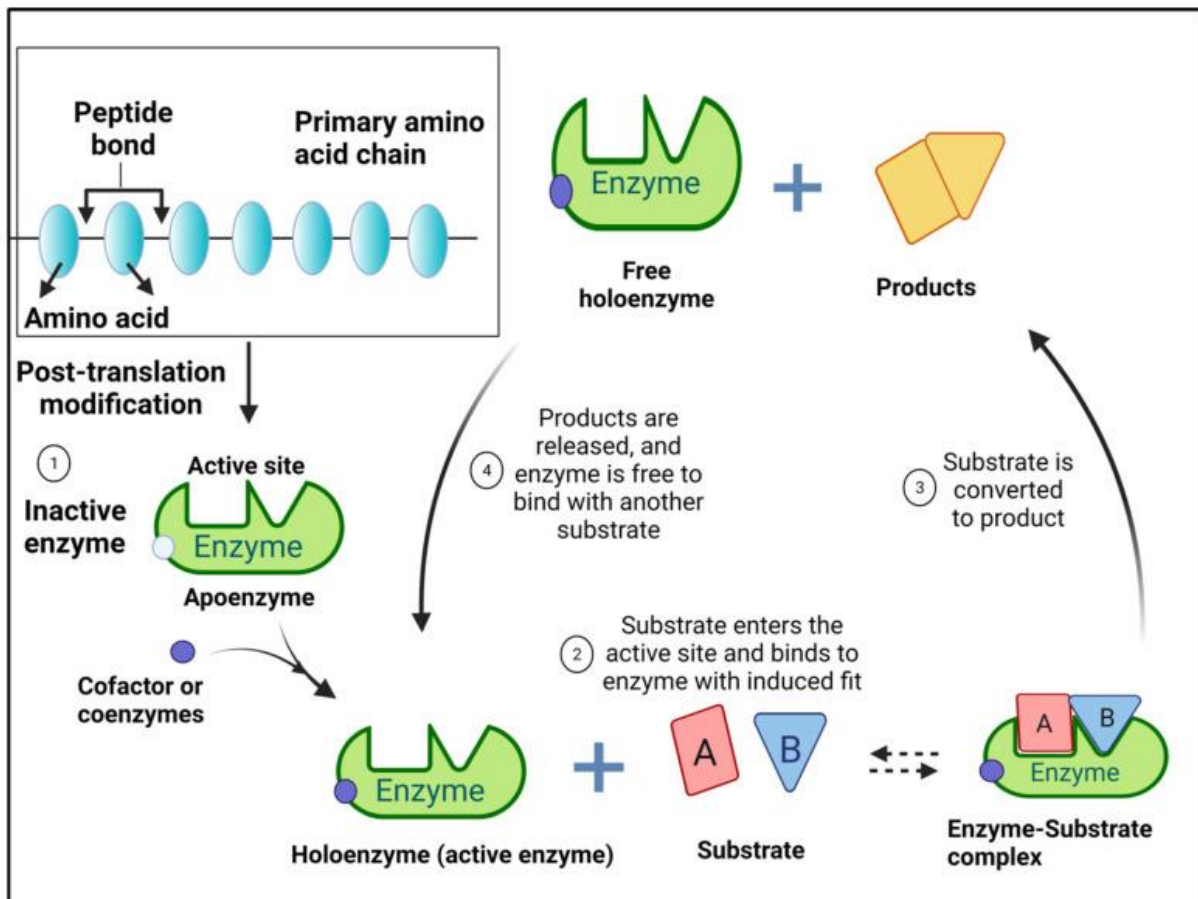 Peptide
bond
Primary amino
acid chain
Amino acid
Post-translation
modification
1
Inactive
enzyme
Active site
Enzyme
Apoenzyme
Cofactor or
coenzymes
Enzyme
Free
holoenzyme
Products
4
Products are
released, and
enzyme is free to
bind with another
substrate
3
Substrate is
converted
to product
2
Substrate enters the
active site and binds to
enzyme with induced fit
Enzyme
Holoenzyme (active enzyme)
A
B
Substrate
A
B
Enzyme
Enzyme-Substrate
complex